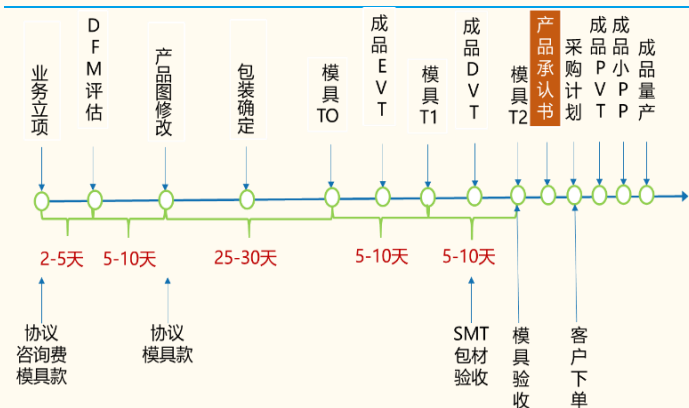 业务立项
DFM评估
产品图修改
包装确定
模具TO
成品EVT
模具T1
成品DVT
模具T2
产品承认书
采购计划
成品PVT
成品小PP
成品量产
2-5天
5-10天
25-30天
5-10天
5-10天
协议
咨询费
模具款
协议
模具款
SMT
包材
验收
模具验收
客户下单